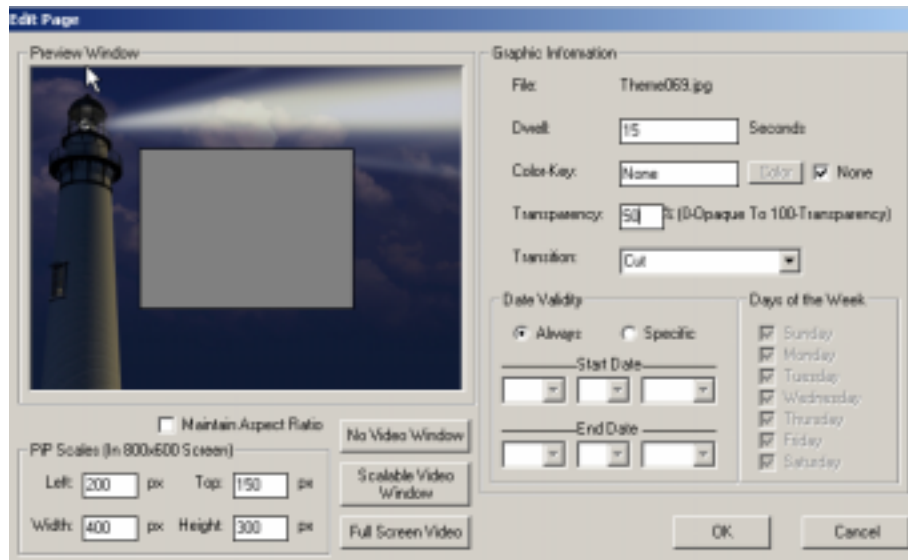 Edit Page
Preview Window
Graphic Information
File: Theme069.jpg
Dwell: 15 Seconds
Color-Key: None Color None
Transparency: 50 % (0-Opaque To 100-Transparency)
Transition: Cut
Date Validity
Always Specific
Start Date
End Date
Days of the Week
Sunday
Monday
Tuesday
Wednesday
Thursday
Friday
Saturday
Maintain Aspect Ratio
PiP Scales (In 800x600 Screen)
Left: 200 px Top: 150 px
Width: 400 px Height: 300 px
No Video Window
Scalable Video
Window
Full Screen Video
OK
Cancel